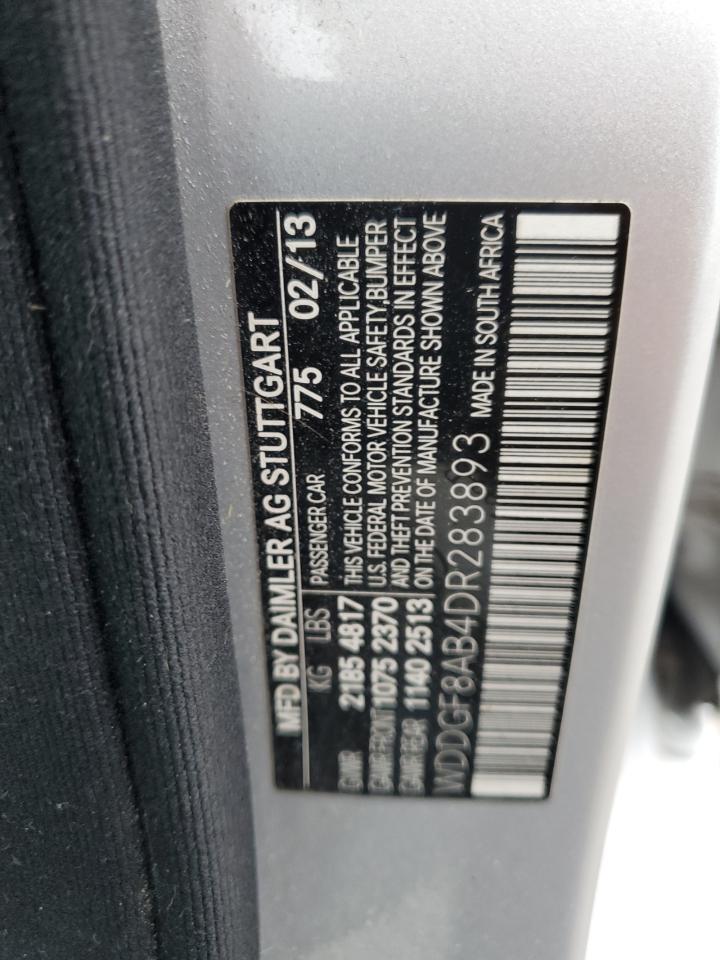 MFD BY DAIMLER AG STUTTGART
KG LBS PASSENGER CAR 775 02/13
GVWR 2185 4817 THIS VEHICLE CONFORMS TO ALL APPLICABLE
GAWR FRONT 1075 2370 U.S. FEDERAL MOTOR VEHICLE SAFETY, BUMPER
GAWR REAR 1140 2513 AND THEFT PREVENTION STANDARDS IN EFFECT
ON THE DATE OF MANUFACTURE SHOWN ABOVE
WDDGF8AB4DR283893 MADE IN SOUTH AFRICA